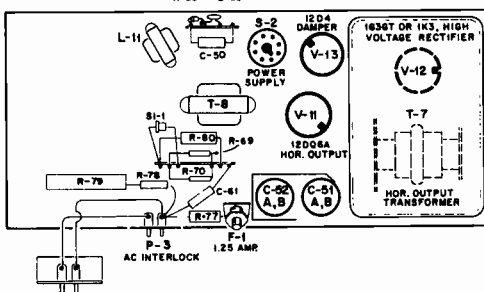 S-2
12D4
DAMPER
1G3GT OR 1K3, HIGH
VOLTAGE RECTIFIER
L-11
C-50
V-13
V-12
POWER
SUPPLY
T-8
V-11
T-7
SI-1
R-80
R-69
12DQ6A
HOR. OUTPUT
R-70
R-79
R-78
C-61
C-52
A,B
C-51
A,B
HOR. OUTPUT
TRANSFORMER
R-77
F-1
1.25 AMP.
P-3
AC INTERLOCK